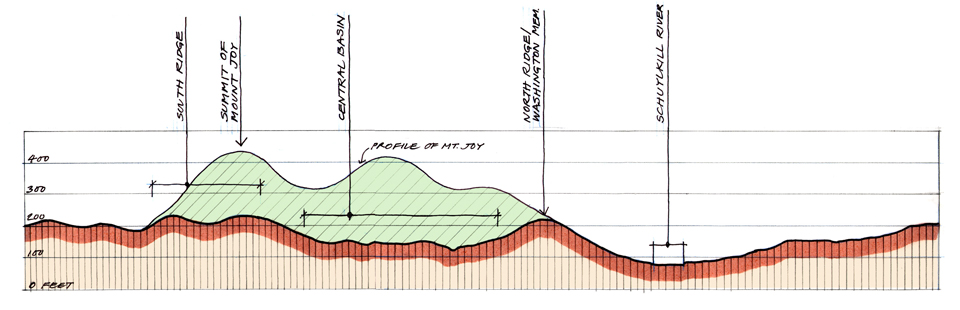 SOUTH RIDGE
SUMMIT OF
MOUNT JOY
CENTRAL BASIN
NORTH RIDGE/
WASHINGTON MEM.
SCHUYLKILL RIVER
PROFILE OF MT. JOY
400
300
200
100
0 FEET